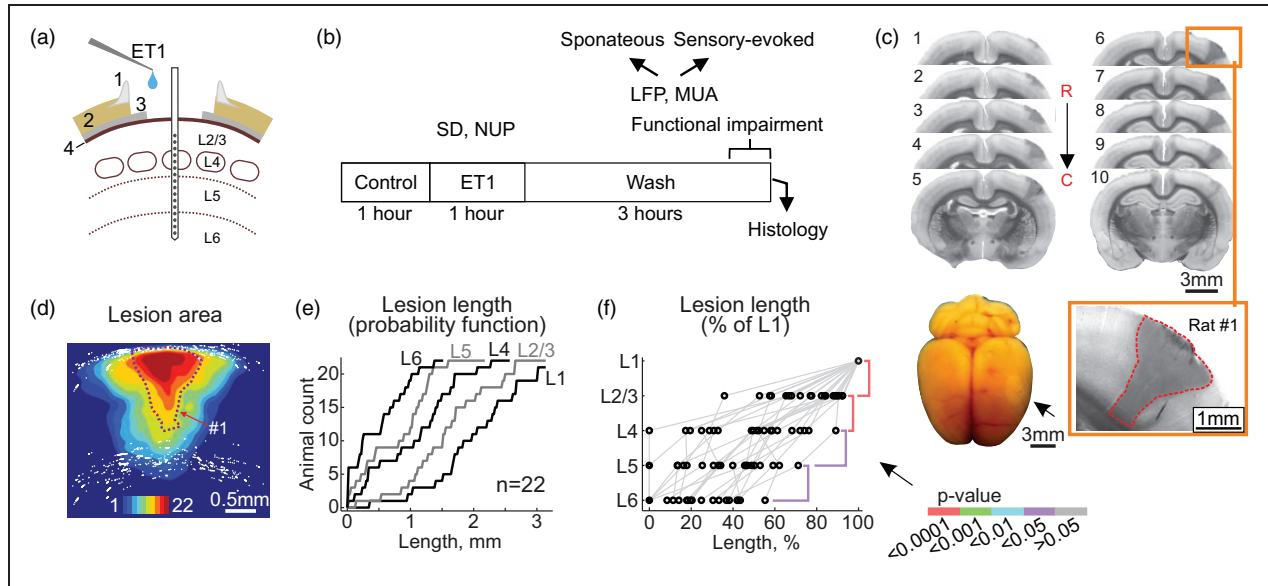 (a)
ET1
1
2
3
4
L2/3
L4
L5
L6
(b)
Sponateous Sensory-evoked
LFP, MUA
Functional impairment
SD, NUP
Control ET1 Wash
1 hour 1 hour 3 hours
Histology
(c)
1 6
2 7
R
3 8
4 9
C
5 10
3mm
3mm
Rat #1
1mm
(d)
Lesion area
#1
1 22
0.5mm
(e)
Lesion length
(probability function)
L6 L5 L4 L2/3
L1
Animal count
20
15
10
5
0
n=22
0 1 2 3
Length, mm
(f)
Lesion length
(% of L1)
L1
L2/3
L4
L5
L6
0 20 40 60 80 100
Length, %
p-value
<0.0001 <0.001 <0.01 <0.05 >0.05